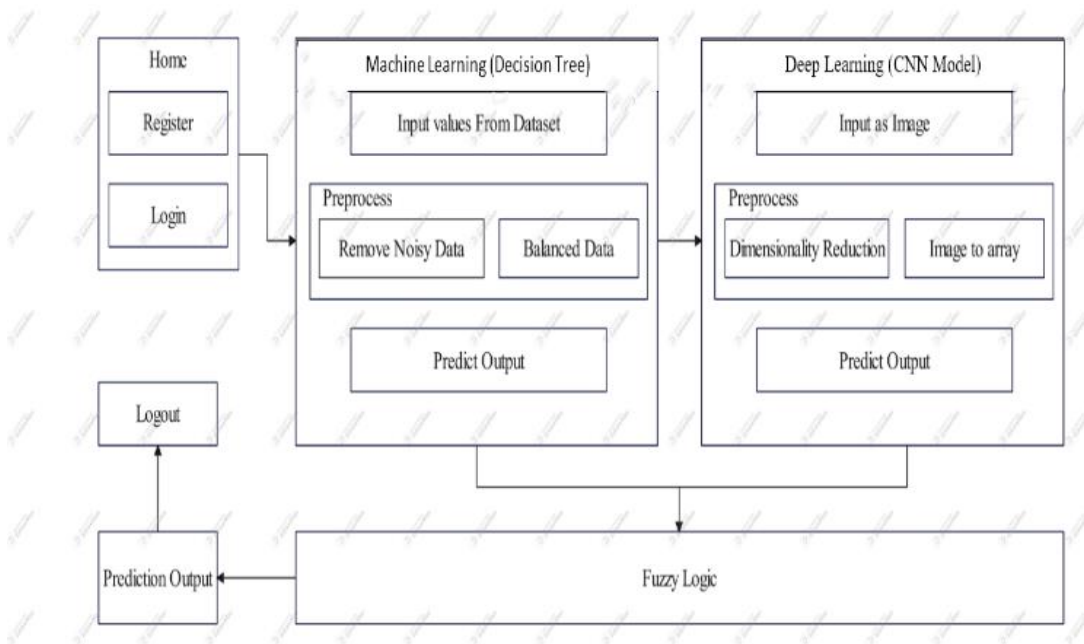 Home
Register
Login
Machine Learning (Decision Tree)
Input values From Dataset
Preprocess
Remove Noisy Data
Balanced Data
Predict Output
Deep Learning (CNN Model)
Input as Image
Preprocess
Dimensionality Reduction
Image to array
Predict Output
Fuzzy Logic
Prediction Output
Logout